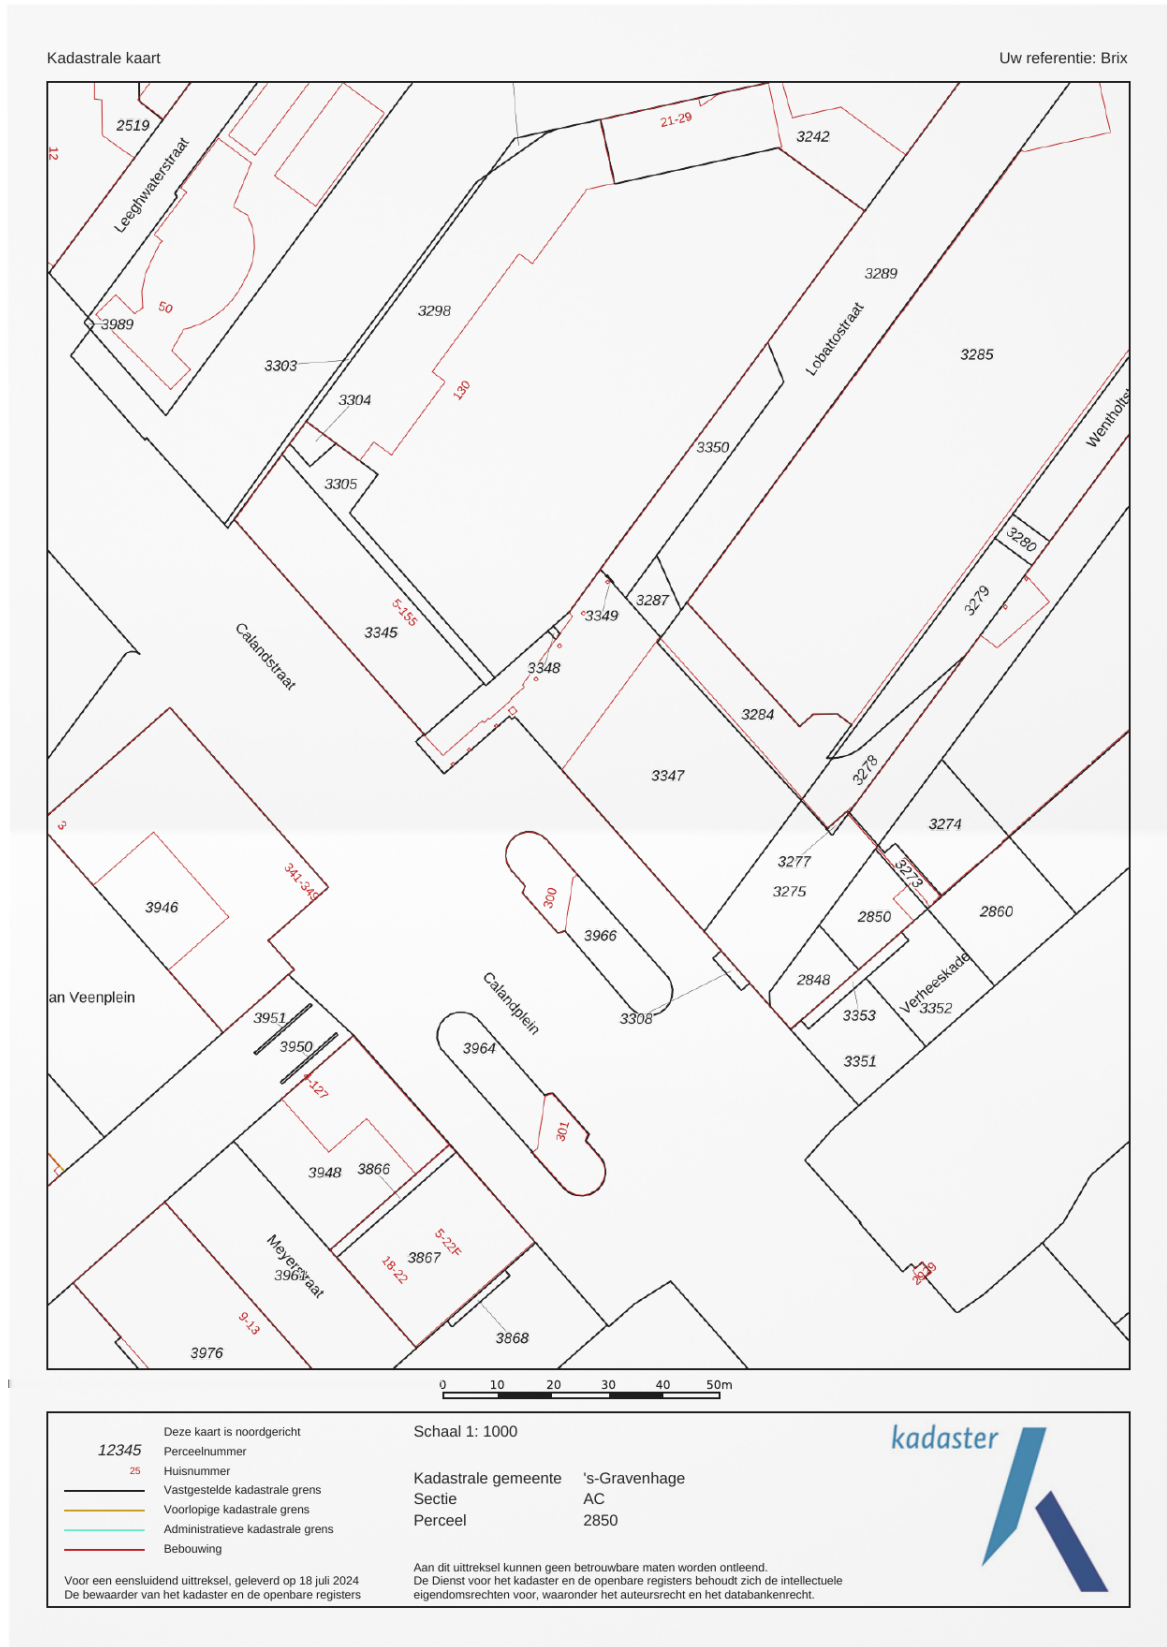 Kadastrale kaart
Uw referentie: Brix
2519
21-29
3242
12
Leeghwaterstraat
3289
50
3298
3989
Lobattostraat
3285
3303
3304
130
Wentholtst
3350
3305
3280
3279
3287
5-155
3349
3345
Calandstraat
3348
3284
3278
3347
3
3274
3277
3273
341-349
3275
300
3946
2850
2860
3966
Verheeskade
2848
an Veenplein
Calandplein
3352
3951
3308
3353
3950
3964
3351
4-127
301
3948
3866
Meyerstraat
5-22F
3867
18-22
9-13
3868
3976
0 10 20 30 40 50m
Deze kaart is noordgericht
12345 Perceelnummer
25 Huisnummer
Vastgestelde kadastrale grens
Voorlopige kadastrale grens
Administratieve kadastrale grens
Bebouwing
Voor een eensluidend uittreksel, geleverd op 18 juli 2024
De bewaarder van het kadaster en de openbare registers
Schaal 1: 1000
Kadastrale gemeente 's-Gravenhage
Sectie AC
Perceel 2850
Aan dit uittreksel kunnen geen betrouwbare maten worden ontleend.
De Dienst voor het kadaster en de openbare registers behoudt zich de intellectuele
eigendomsrechten voor, waaronder het auteursrecht en het databankenrecht.
kadaster